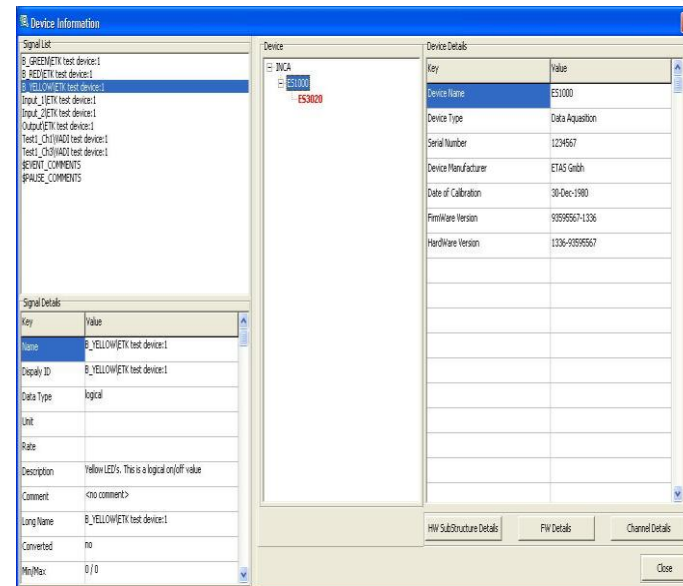 Device Information
Signal List
B_GREEN\ETK test device:1
B_RED\ETK test device:1
B_YELLOW\ETK test device:1
Input_1\ETK test device:1
Input_2\ETK test device:1
Output\ETK test device:1
Test1_Ch1\VADI test device:1
Test1_Ch3\VADI test device:1
$EVENT_COMMENTS
$PAUSE_COMMENTS
Signal Details
Key Value
Name B_YELLOW\ETK test device:1
Dispaly ID B_YELLOW\ETK test device:1
Data Type logical
Unit
Rate
Description Yellow LED's. This is a logical on/off value
Comment <no comment>
Long Name B_YELLOW\ETK test device:1
Converted no
Min/Max 0 / 0
Device
INCA
ES1000
ES3020
Device Details
Key Value
Device Name ES1000
Device Type Data Aquasition
Serial Number 1234567
Device Manufacturer ETAS Gmbh
Date of Calibration 30-Dec-1980
FirmWare Version 93595567-1336
HardWare Version 1336-93595567
HW SubStructure Details
FW Details
Channel Details
Close